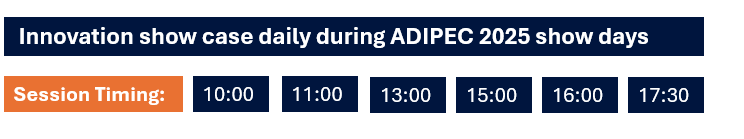 Innovation show case daily during ADIPEC 2025 show days
Session Timing: 10:00 11:00 13:00 15:00 16:00 17:30